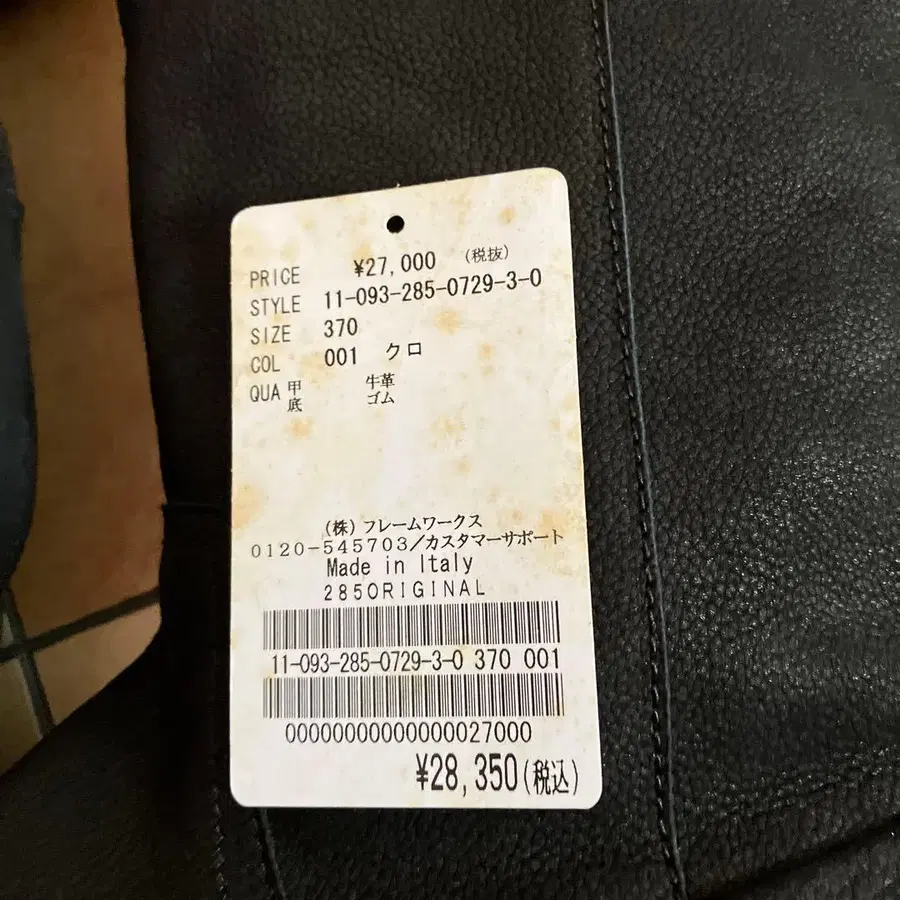 PRICE ¥27,000 (税抜)
STYLE 11-093-285-0729-3-0
SIZE 370
COL 001 クロ
QUA 甲 牛革
底 ゴム
(株)フレームワークス
0120-545703/カスタマーサポート
Made in Italy
285ORIGINAL
11-093-285-0729-3-0 370 001
00000000000000027000
¥28,350(税込)